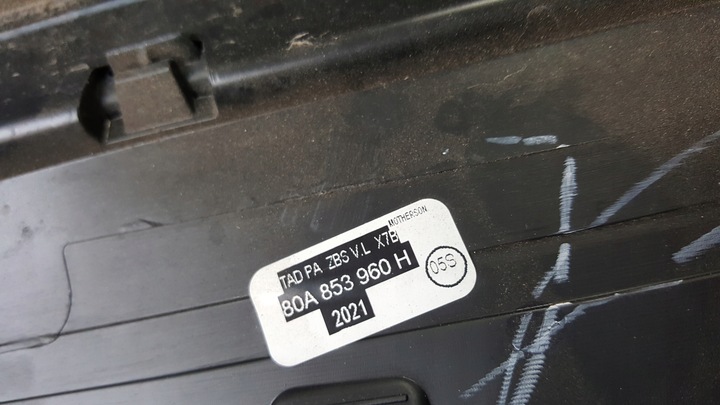 MOTHERSON
TAD PA ZBS V.L X7B
80A 853 960 H
05S
2021